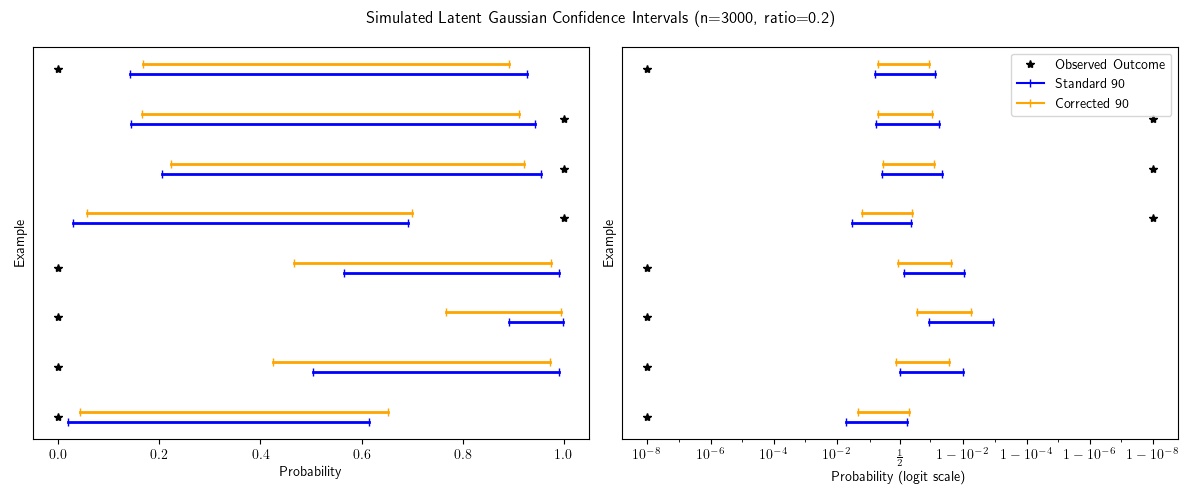 Simulated Latent Gaussian Confidence Intervals (n=3000, ratio=0.2)
Example
0.0 0.2 0.4 0.6 0.8 1.0
Probability
Observed Outcome
Standard 90
Corrected 90
Example
10⁻⁸ 10⁻⁶ 10⁻⁴ 10⁻² 1/2 1 − 10⁻² 1 − 10⁻⁴ 1 − 10⁻⁶ 1 − 10⁻⁸
Probability (logit scale)